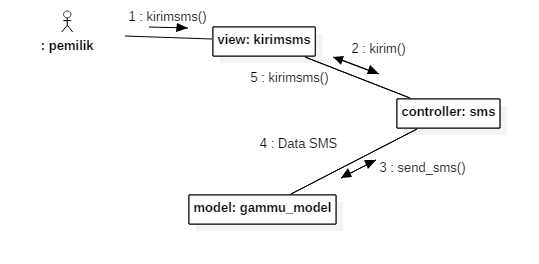 1 : kirimsms()
: pemilik
view: kirimsms
2 : kirim()
5 : kirimsms()
controller: sms
4 : Data SMS
3 : send_sms()
model: gammu_model